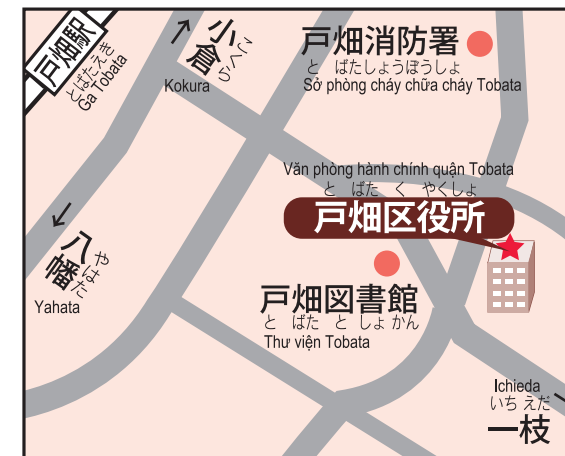 戸畑駅
とばたえき
Ga Tobata
小倉
こくら
Kokura
戸畑消防署
と ばたしょうぼうしょ
Sở phòng cháy chữa cháy Tobata
Văn phòng hành chính quận Tobata
と ばた く やくしょ
戸畑区役所
八幡
やはた
Yahata
戸畑図書館
と ばた と しょ かん
Thư viện Tobata
Ichieda
いち えだ
一枝